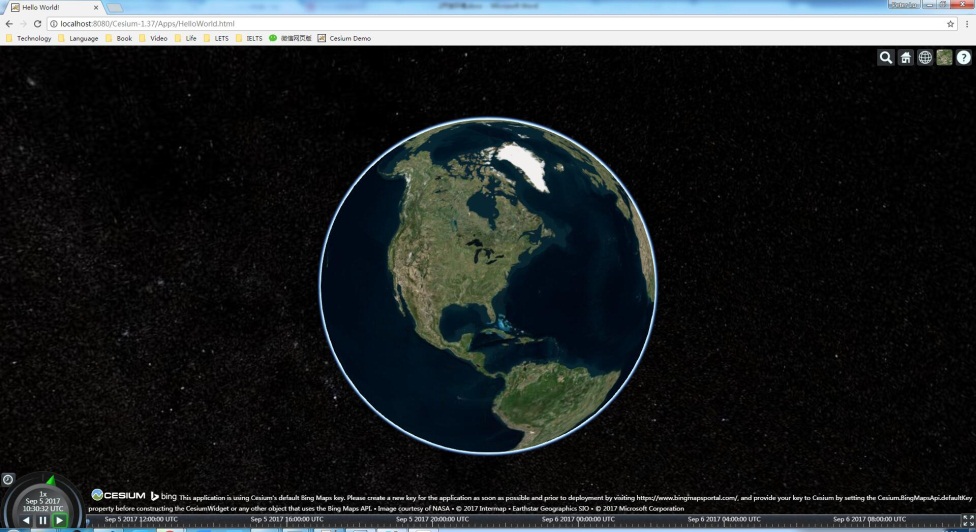 Hello World!
localhost:8080/Cesium-1.37/Apps/HelloWorld.html
Technology Language Book Video Life LETS IELTS 微信网页版 Cesium Demo
?
1x
Sep 5 2017
10:30:32 UTC
CESIUM bing This application is using Cesium's default Bing Maps key. Please create a new key for the application as soon as possible and prior to deployment by visiting https://www.bingmapsportal.com/, and provide your key to Cesium by setting the Cesium.BingMapsApi.defaultKey
property before constructing the CesiumWidget or any other object that uses the Bing Maps API. • Image courtesy of NASA • © 2017 Intermap • Earthstar Geographics SIO • © 2017 Microsoft Corporation
Sep 5 2017 12:00:00 UTC Sep 5 2017 16:00:00 UTC Sep 5 2017 20:00:00 UTC Sep 6 2017 00:00:00 UTC Sep 6 2017 04:00:00 UTC Sep 6 2017 08:00:00 UTC